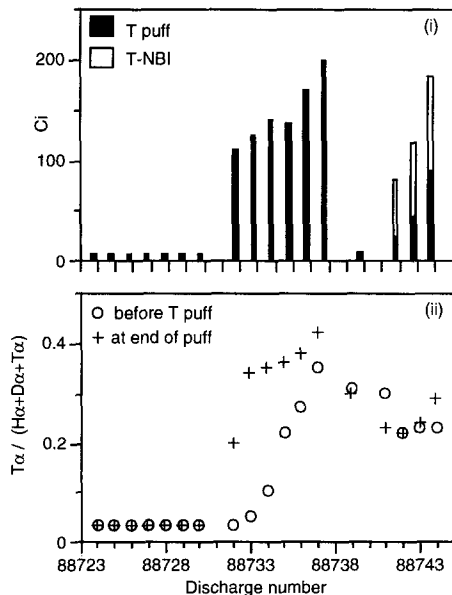 (i)
T puff
T-NBI
200
100
0
Ci
(ii)
before T puff
at end of puff
0.4
0.2
0
Tα / (Hα+Dα+Tα)
88723 88728 88733 88738 88743
Discharge number